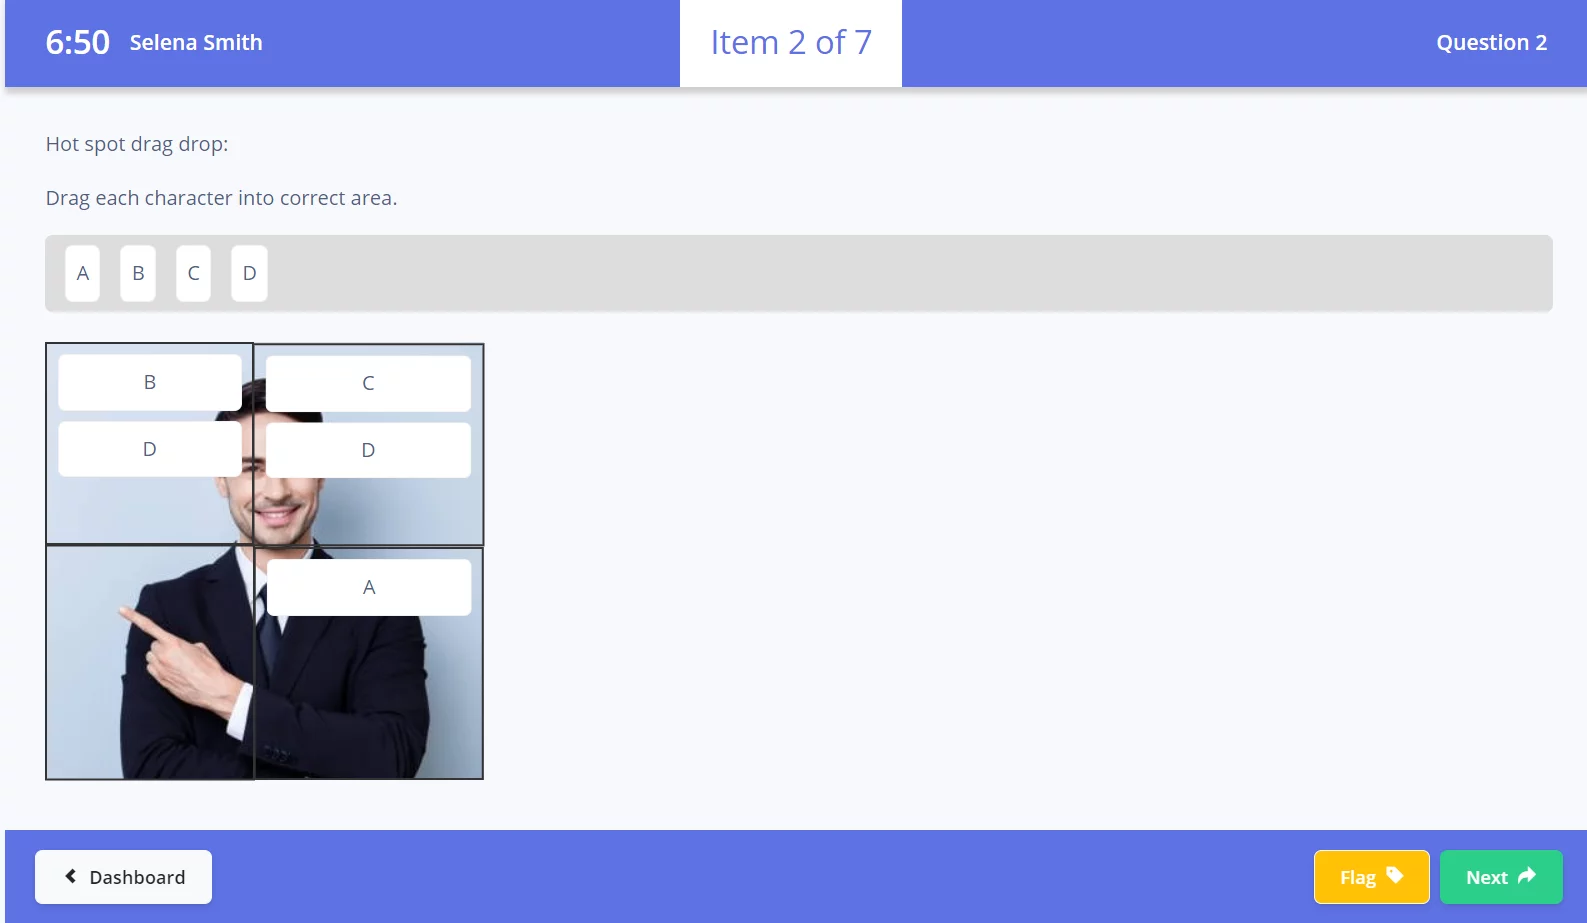 6:50 Selena Smith Item 2 of 7 Question 2
Hot spot drag drop:
Drag each character into correct area.
A B C D
B C
D D
A
Dashboard Flag Next